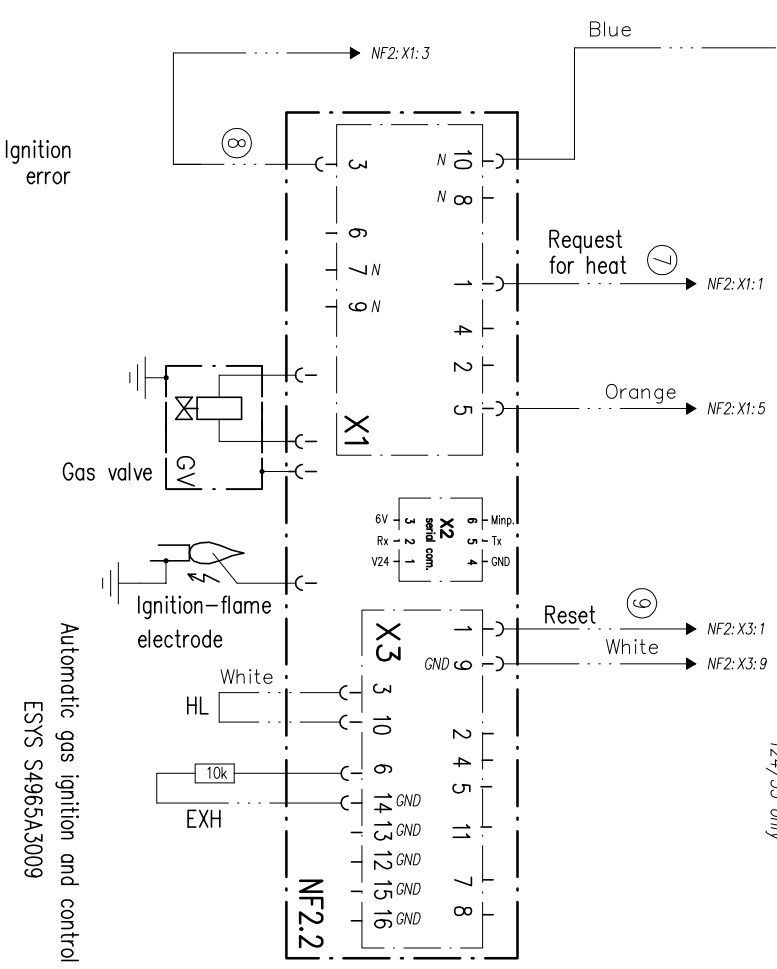 Blue
NF2:X1:3
Ignition
error
8
3
10
N
8
N
6
7 N
9 N
Request
for heat
7
1
NF2:X1:1
4
2
Orange
5
NF2:X1:5
X1
GV
Gas valve
6V
3
Rx
2
V24
1
X2
serial com.
6
Minp.
5
Tx
4
GND
Ignition-flame
electrode
X3
1
Reset
9
NF2:X3:1
GND 9
White
NF2:X3:9
White
HL
3
10
2
4
5
10k
6
EXH
14 GND
13 GND
12 GND
15 GND
16 GND
11
7
8
NF2.2
Automatic gas ignition and control
ESYS S4965A3009